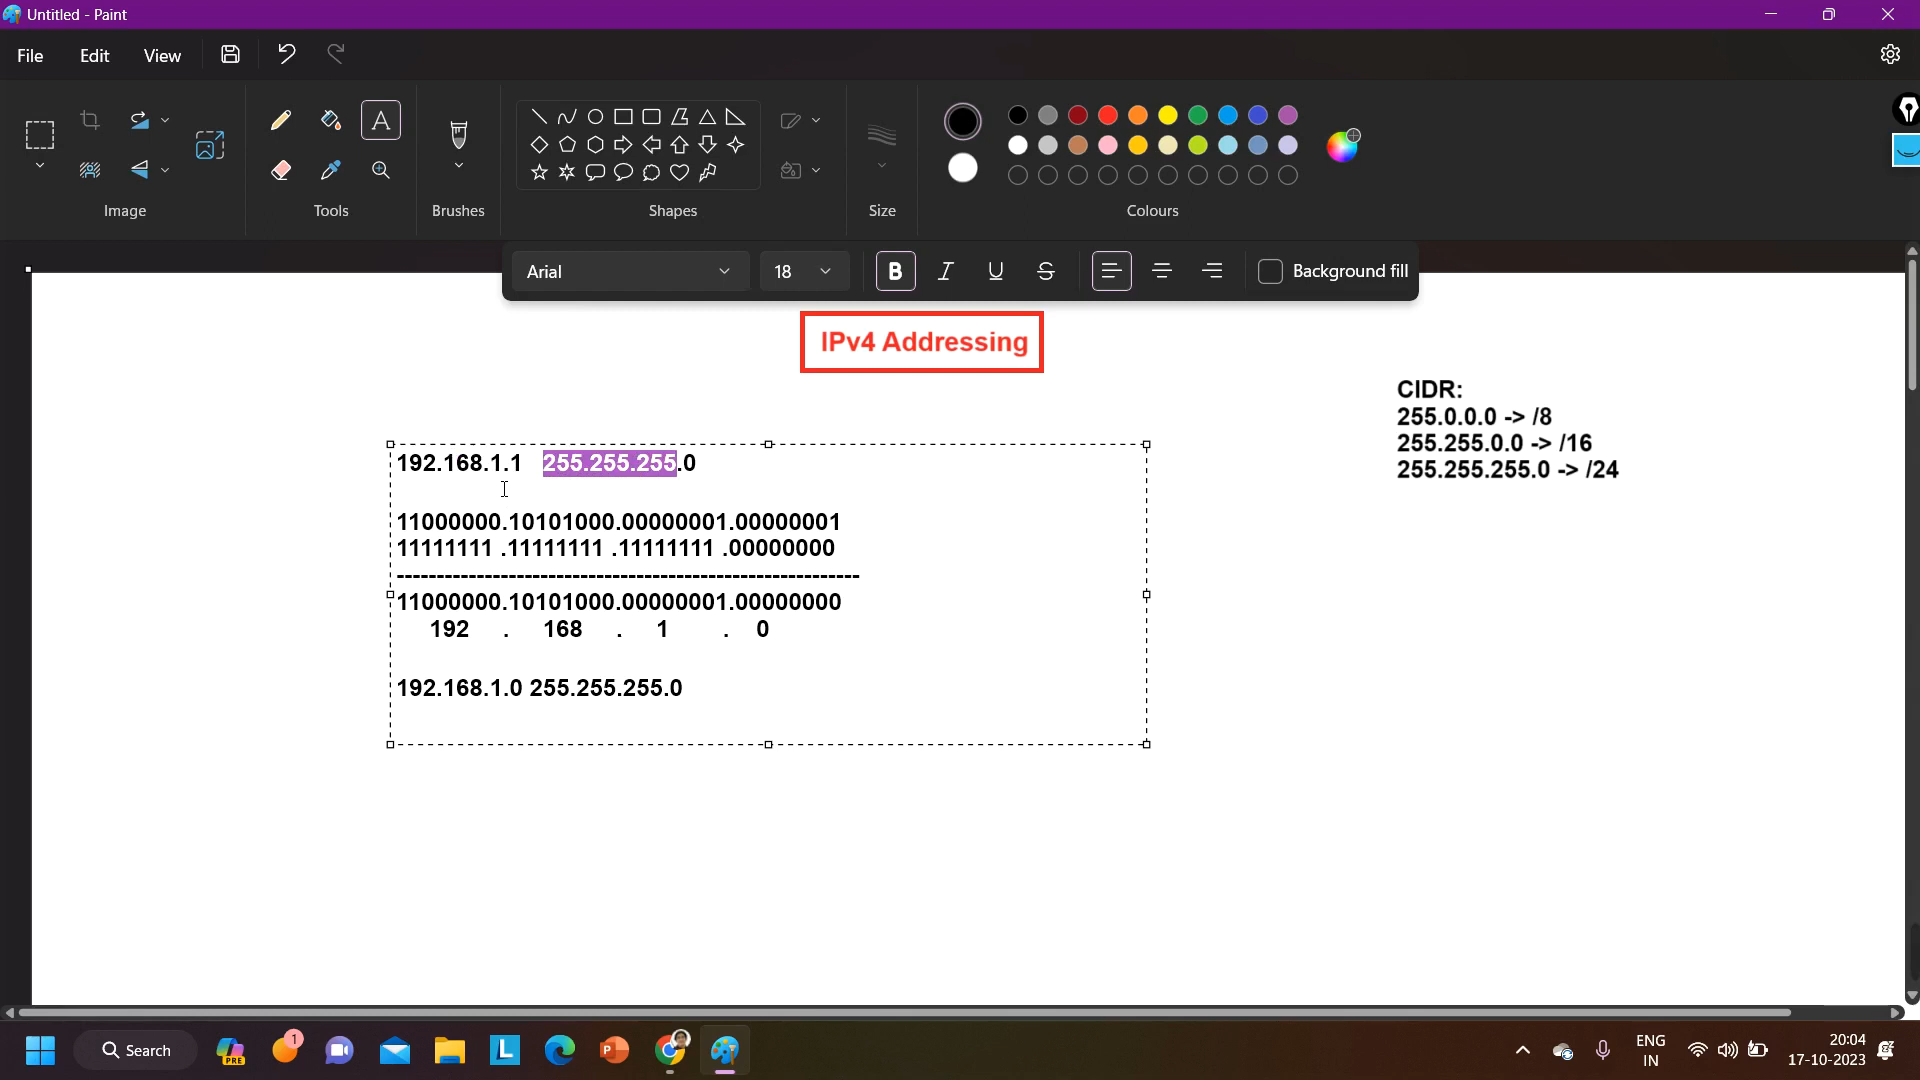 Untitled - Paint
File Edit View
Image
Tools
Brushes
Shapes
Size
Colours
Arial 18 B I U S Background fill
IPv4 Addressing
CIDR:
255.0.0.0 -> /8
255.255.0.0 -> /16
255.255.255.0 -> /24
192.168.1.1 255.255.255.0
11000000.10101000.00000001.00000001
11111111 .11111111 .11111111 .00000000
----------------------------------------------------------
11000000.10101000.00000001.00000000
192 . 168 . 1 . 0
192.168.1.0 255.255.255.0
Search
PRE
1
L
P
ENG
IN
20:04
17-10-2023